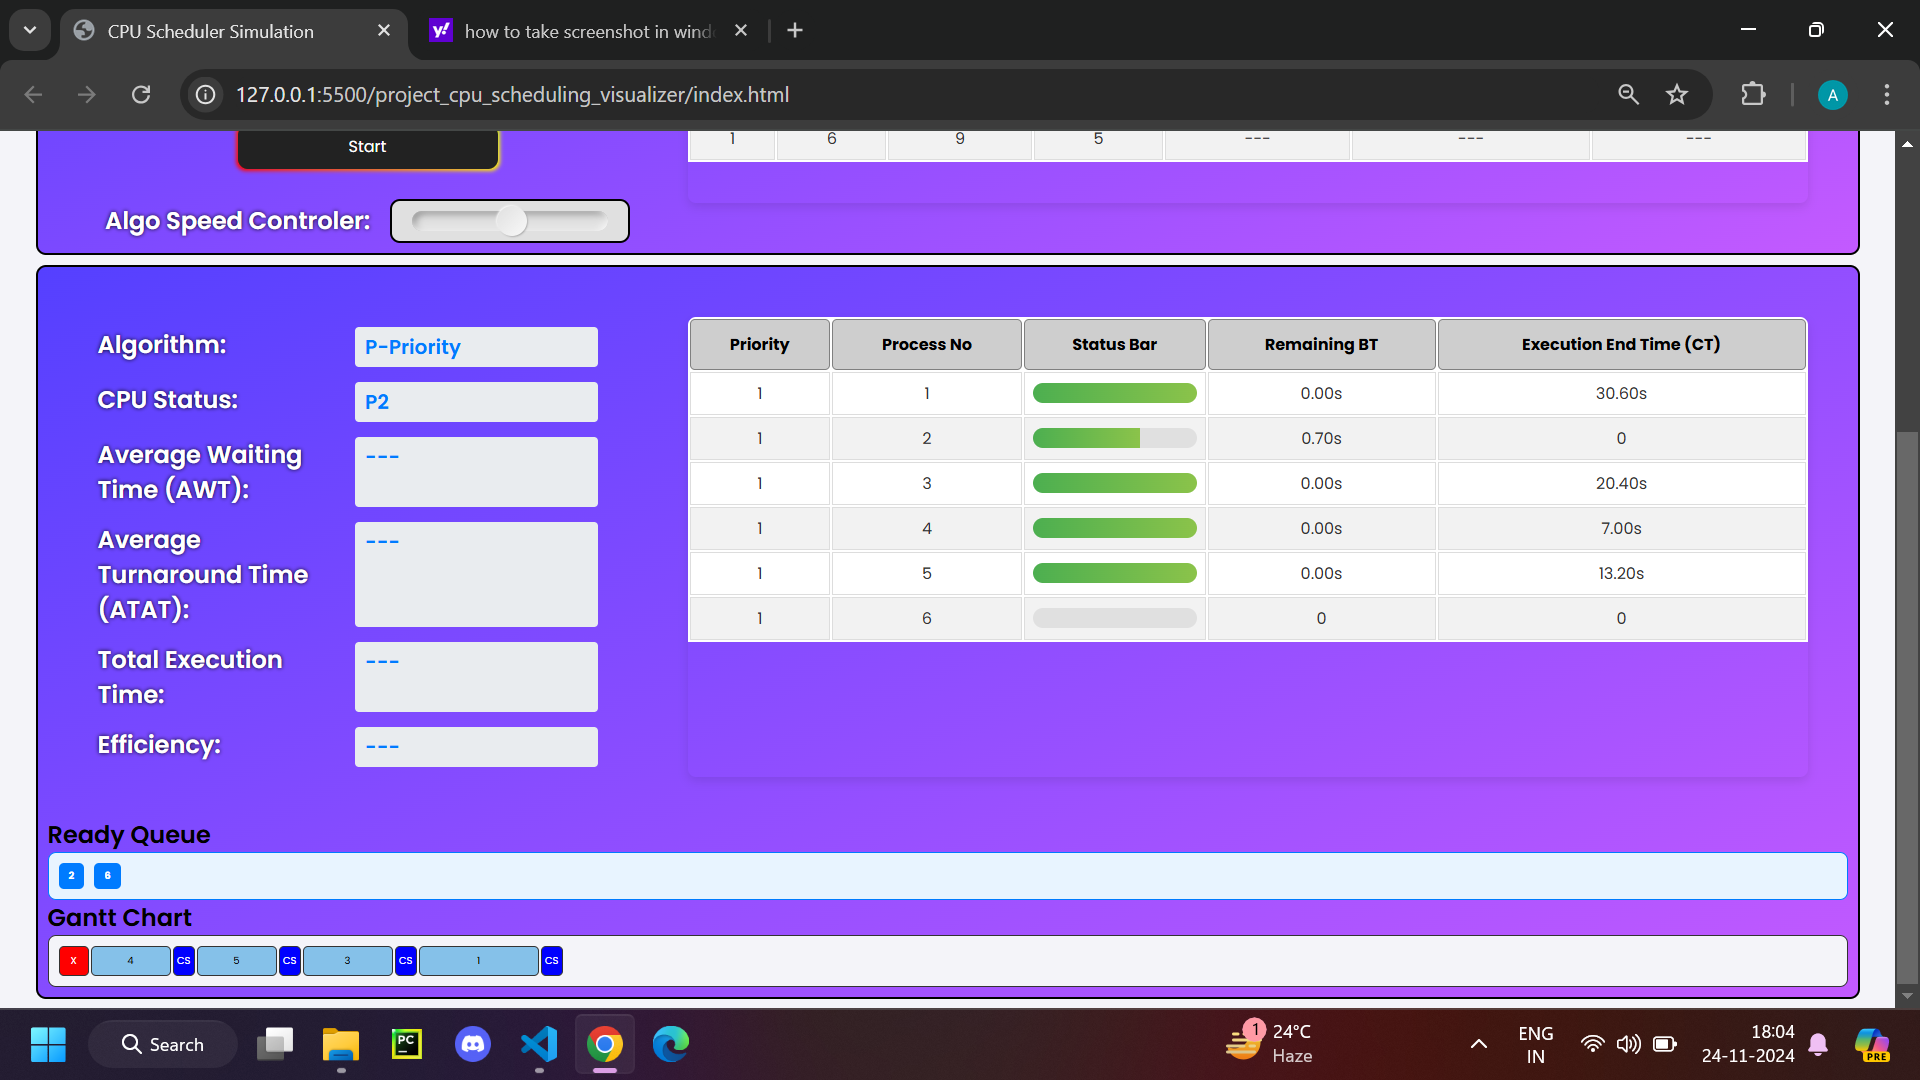 CPU Scheduler Simulation
how to take screenshot in wind
127.0.0.1:5500/project_cpu_scheduling_visualizer/index.html
A
Start
1 6 9 5 --- --- ---
Algo Speed Controler:
Algorithm: P-Priority
CPU Status: P2
Average Waiting
Time (AWT): ---
Average
Turnaround Time
(ATAT): ---
Total Execution
Time: ---
Efficiency: ---
Priority Process No Status Bar Remaining BT Execution End Time (CT)
1 1 0.00s 30.60s
1 2 0.70s 0
1 3 0.00s 20.40s
1 4 0.00s 7.00s
1 5 0.00s 13.20s
1 6 0 0
Ready Queue
2 6
Gantt Chart
X 4 CS 5 CS 3 CS 1 CS
Search
PC
1
24°C
Haze
ENG
IN
18:04
24-11-2024
PRE